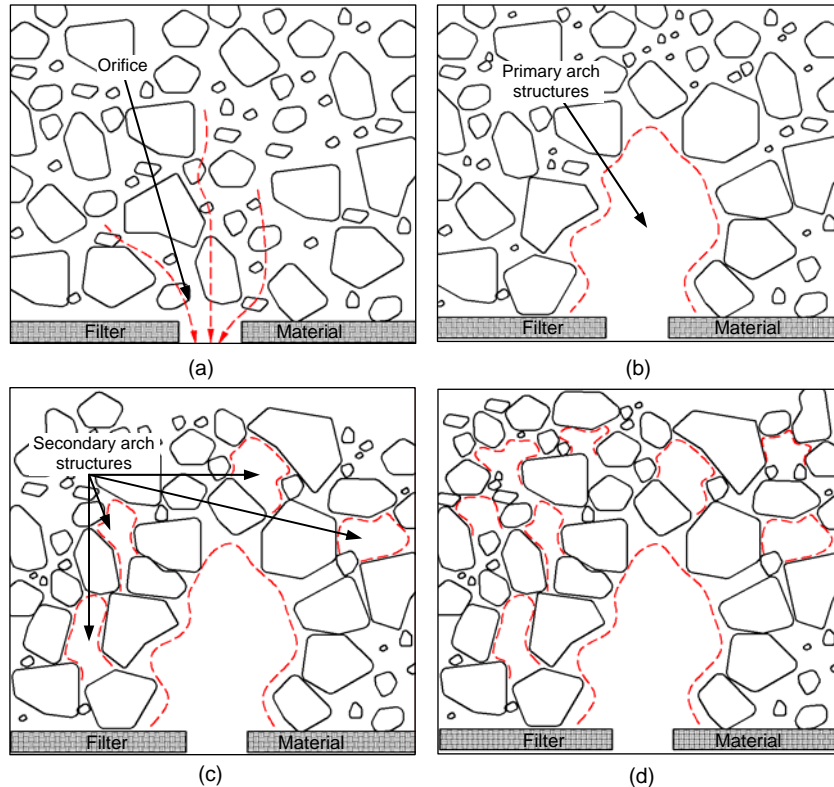 Orifice
Filter
Material
(a)
Primary arch
structures
Filter
Material
(b)
Secondary arch
structures
Filter
Material
(c)
Filter
Material
(d)